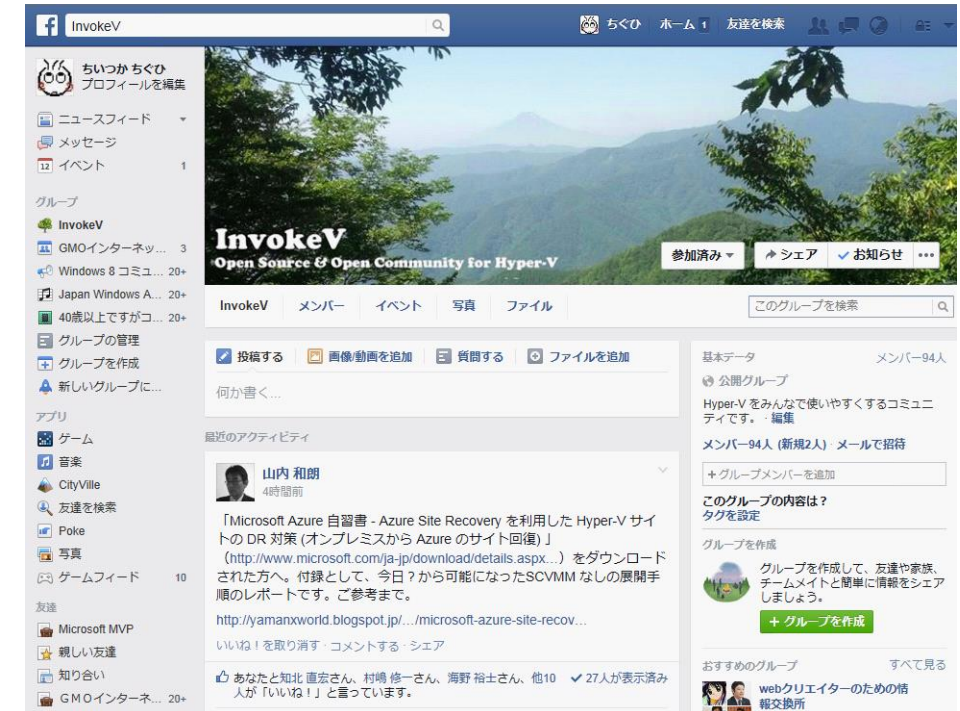 InvokeV
ちぐひ ホーム 1 友達を検索
ちいつか ちぐひ
プロフィールを編集
ニュースフィード
メッセージ
12 イベント 1
グループ
InvokeV
GMOインターネッ... 3
Windows 8 コミュ... 20+
Japan Windows A... 20+
40歳以上ですがコ... 20+
グループの管理
グループを作成
新しいグループに...
アプリ
ゲーム
音楽
CityVille
友達を検索
Poke
写真
ゲームフィード 10
友達
Microsoft MVP
親しい友達
知り合い
GMOインターネ... 20+
InvokeV
Open Source & Open Community for Hyper-V
参加済み シェア お知らせ
InvokeV メンバー イベント 写真 ファイル
このグループを検索
投稿する 画像/動画を追加 質問する ファイルを追加
何か書く...
最近のアクティビティ
山内 和朗
4時間前
「Microsoft Azure 自習書 - Azure Site Recovery を利用した Hyper-V サイ
トの DR 対策 (オンプレミスから Azure のサイト回復) 」
（http://www.microsoft.com/ja-jp/download/details.aspx...）をダウンロード
された方へ。付録として、今日？から可能になったSCVMM なしの展開手
順のレポートです。ご参考まで。
http://yamanxworld.blogspot.jp/.../microsoft-azure-site-recov...
いいね！を取り消す · コメントする · シェア
あなたと知北 直宏さん、村嶋 修一さん、海野 裕士さん、他10
人が「いいね！」と言っています。
27人が表示済み
基本データ メンバー94人
公開グループ
Hyper-V をみんなで使いやすくするコミュニ
ティです。 · 編集
メンバー94人 (新規2人) · メールで招待
+ グループメンバーを追加
このグループの内容は？
タグを設定
グループを作成
グループを作成して、友達や家族、
チームメイトと簡単に情報をシェア
しましょう。
+ グループを作成
おすすめのグループ すべて見る
webクリエイターのための情
報交換所